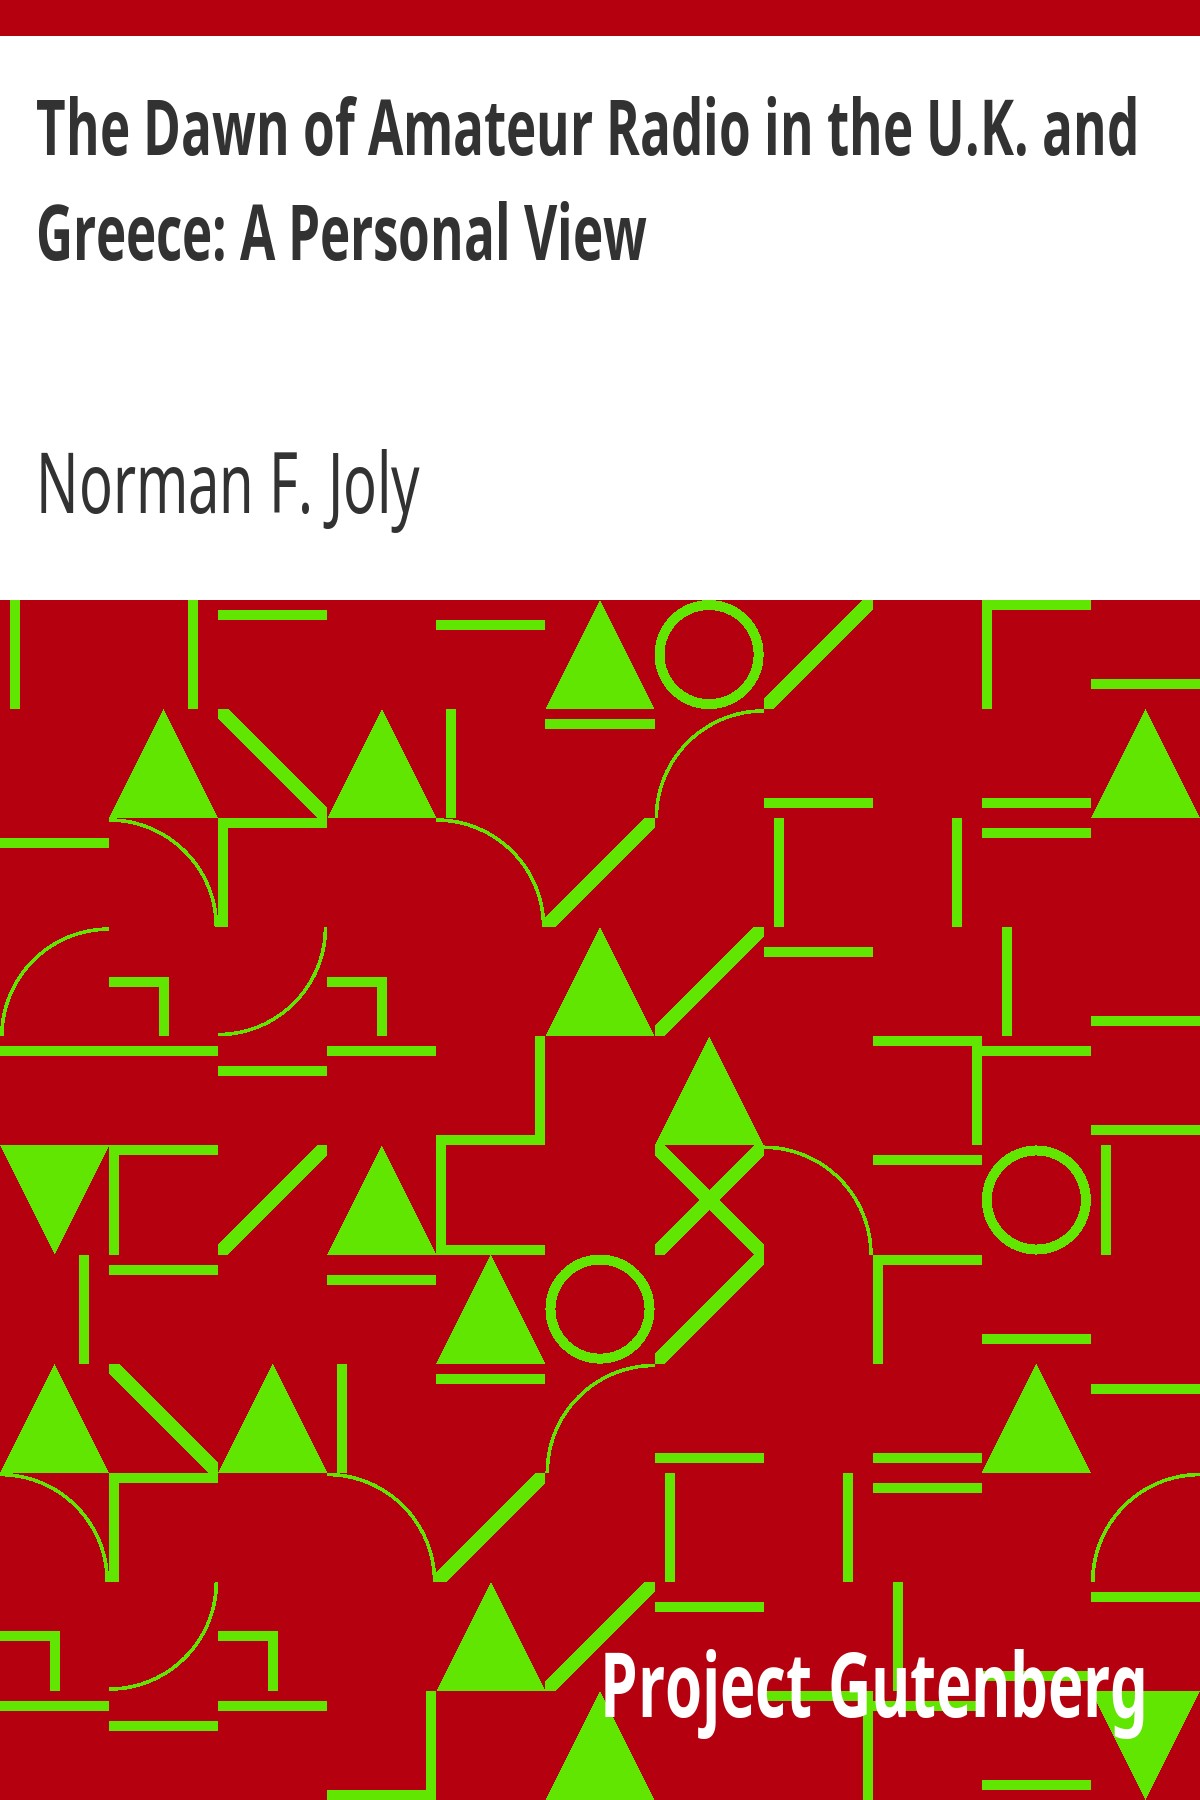 The Dawn of Amateur Radio in the U.K. and
Greece: A Personal View
Norman F. Joly
Project Gutenberg